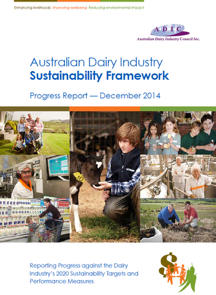 Enhancing livelihoods Improving wellbeing Reducing environmental impact
ADIC
Australian Dairy Industry Council Inc.
Australian Dairy Industry
Sustainability Framework
Progress Report — December 2014
Reporting Progress against the Dairy
Industry's 2020 Sustainability Targets and
Performance Measures